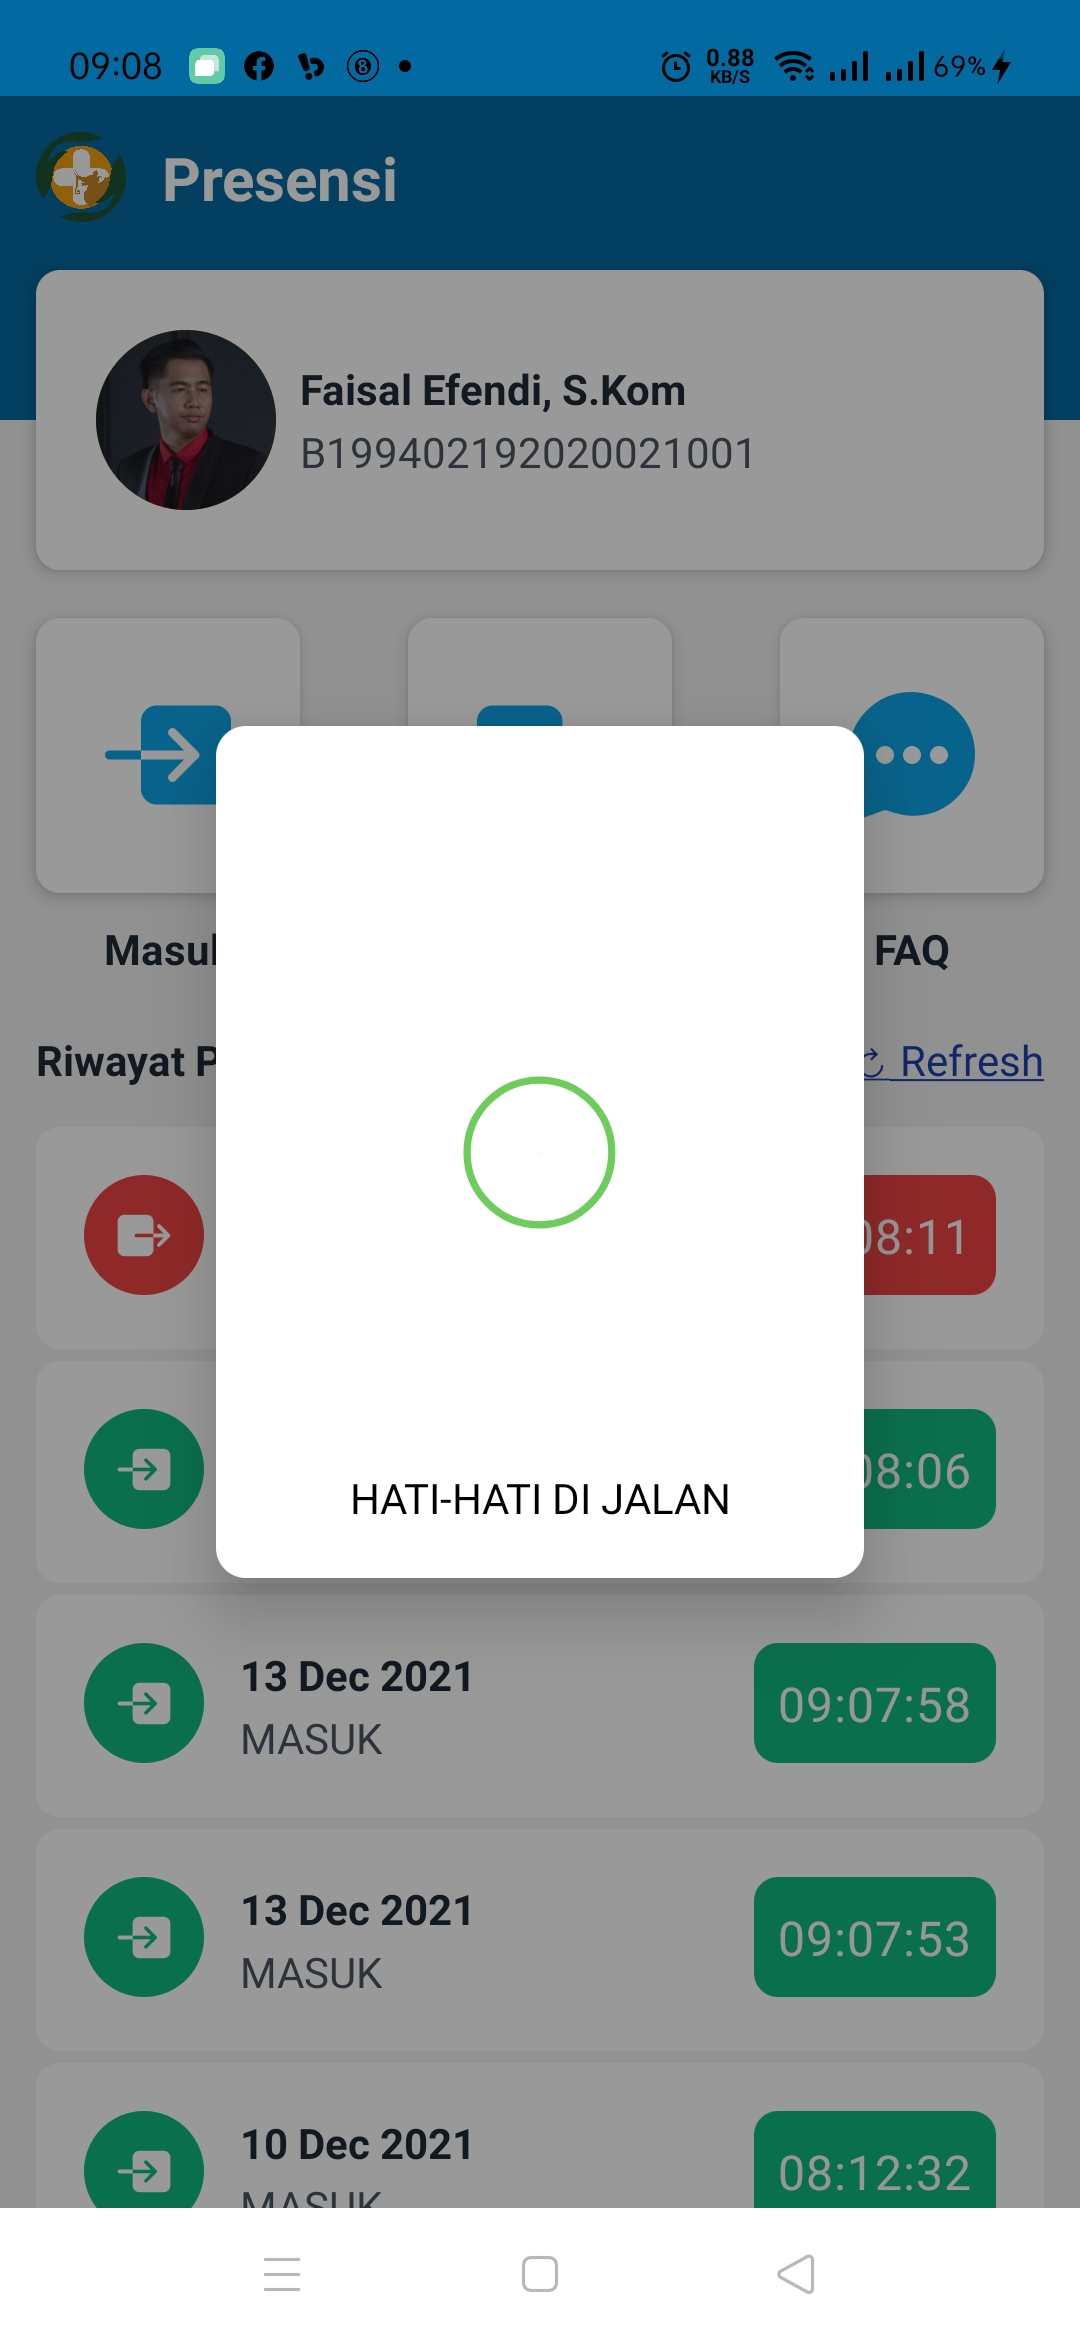 09:08
0.88
KB/S
69%
Presensi
Faisal Efendi, S.Kom
B199402192020021001
FAQ
Riwayat
Refresh
08:11
08:06
HATI-HATI DI JALAN
13 Dec 2021
MASUK
09:07:58
13 Dec 2021
MASUK
09:07:53
10 Dec 2021
MASUK
08:12:32